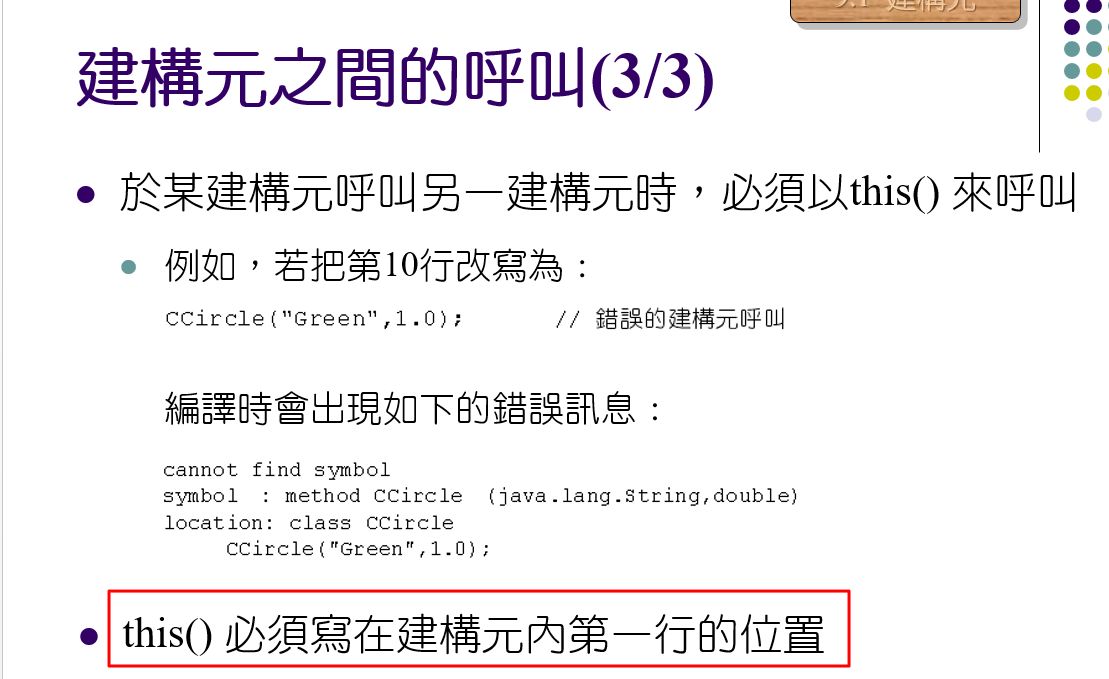 9.1 建構元
建構元之間的呼叫(3/3)
於某建構元呼叫另一建構元時，必須以this() 來呼叫
例如，若把第10行改寫為：
CCircle("Green",1.0); // 錯誤的建構元呼叫
編譯時會出現如下的錯誤訊息：
cannot find symbol
symbol : method CCircle (java.lang.String,double)
location: class CCircle
CCircle("Green",1.0);
this() 必須寫在建構元內第一行的位置